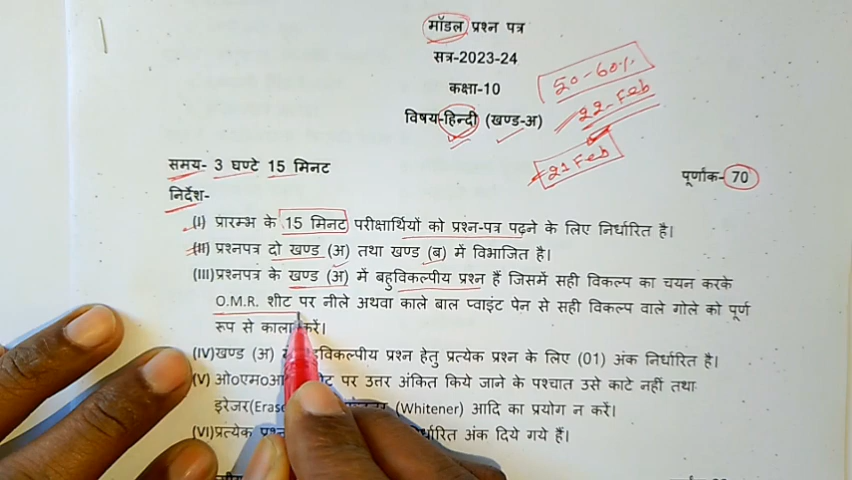 मॉडल प्रश्न पत्र
सत्र-2023-24
कक्षा-10
50-60%
विषय-हिन्दी (खण्ड-अ)
22-Feb
21 Feb
समय- 3 घण्टे 15 मिनट
पूर्णांक- 70
निर्देश-
(I) प्रारम्भ के 15 मिनट परीक्षार्थियों को प्रश्न-पत्र पढ़ने के लिए निर्धारित है।
(II) प्रश्नपत्र दो खण्ड (अ) तथा खण्ड (ब) में विभाजित है।
(III)प्रश्नपत्र के खण्ड (अ) में बहुविकल्पीय प्रश्न हैं जिसमें सही विकल्प का चयन करके
O.M.R. शीट पर नीले अथवा काले बाल प्वाइंट पेन से सही विकल्प वाले गोले को पूर्ण
रूप से काला करें।
(IV)खण्ड (अ) हुविकल्पीय प्रश्न हेतु प्रत्येक प्रश्न के लिए (01) अंक निर्धारित है।
(V) ओ०एम०आ पर उत्तर अंकित किये जाने के पश्चात उसे काटे नहीं तथा
इरेजर(Eras (Whitener) आदि का प्रयोग न करें।
(VI)प्रत्येक प्रश्न र्धारित अंक दिये गये हैं।